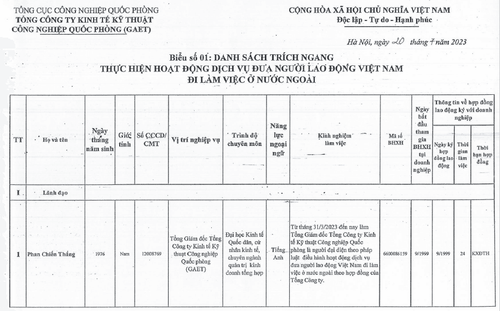 TỔNG CỤC CÔNG NGHIỆP QUỐC PHÒNG
TỔNG CÔNG TY KINH TẾ KỸ THUẬT
CÔNG NGHIỆP QUỐC PHÒNG (GAET)
CỘNG HÒA XÃ HỘI CHỦ NGHĨA VIỆT NAM
Độc lập - Tự do - Hạnh phúc
Hà Nội, ngày 20 tháng 4 năm 2023
Biểu số 01: DANH SÁCH TRÍCH NGANG
THỰC HIỆN HOẠT ĐỘNG DỊCH VỤ ĐƯA NGƯỜI LAO ĐỘNG VIỆT NAM
ĐI LÀM VIỆC Ở NƯỚC NGOÀI
TT
Họ và tên
Ngày tháng năm sinh
Giới tính
Số CCCD/ CMT
Vị trí nghiệp vụ
Trình độ chuyên môn
Năng lực ngoại ngữ
Kinh nghiệm làm việc
Mã số BHXH
Ngày bắt đầu tham gia BHXH tại doanh nghiệp
Thông tin về hợp đồng lao động ký với doanh nghiệp
Ngày ký hợp đồng lao động
Thời gian làm việc
Thời hạn hợp đồng
I
Lãnh đạo
1
Phan Chiến Thắng
1976
Nam
Tổng Giám đốc Tổng
Công ty Kinh tế Kỹ
thuật Công nghiệp
Quốc phòng
(GAET)
Đại học Kinh tế
Quốc dân, cử
nhân kinh tế,
chuyên ngành
quản trị kinh
doanh tổng hợp
Tiếng
Anh
Từ tháng 31/3/2023 đến nay làm
Tổng Giám đốc Tổng Công ty Kinh
tế Kỹ thuật Công nghiệp Quốc
phòng là người đại diện theo pháp
luật điều hành hoạt động dịch vụ
đưa người lao động Việt Nam đi làm
việc ở nước ngoài theo hợp đồng của
Tổng Công ty.
9/1999
9/1999
24
KXĐTH